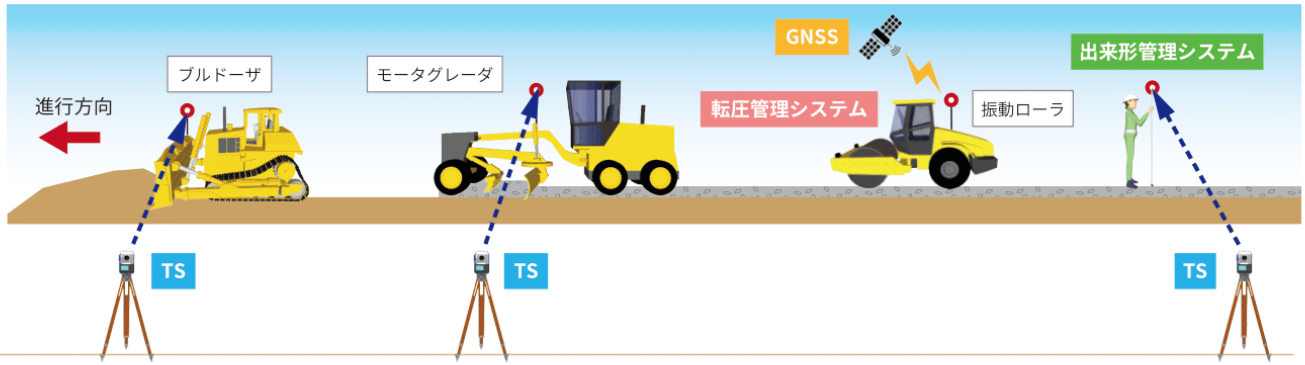 進行方向
ブルドーザ
モータグレーダ
GNSS
転圧管理システム
振動ローラ
出来形管理システム
TS
TS
TS